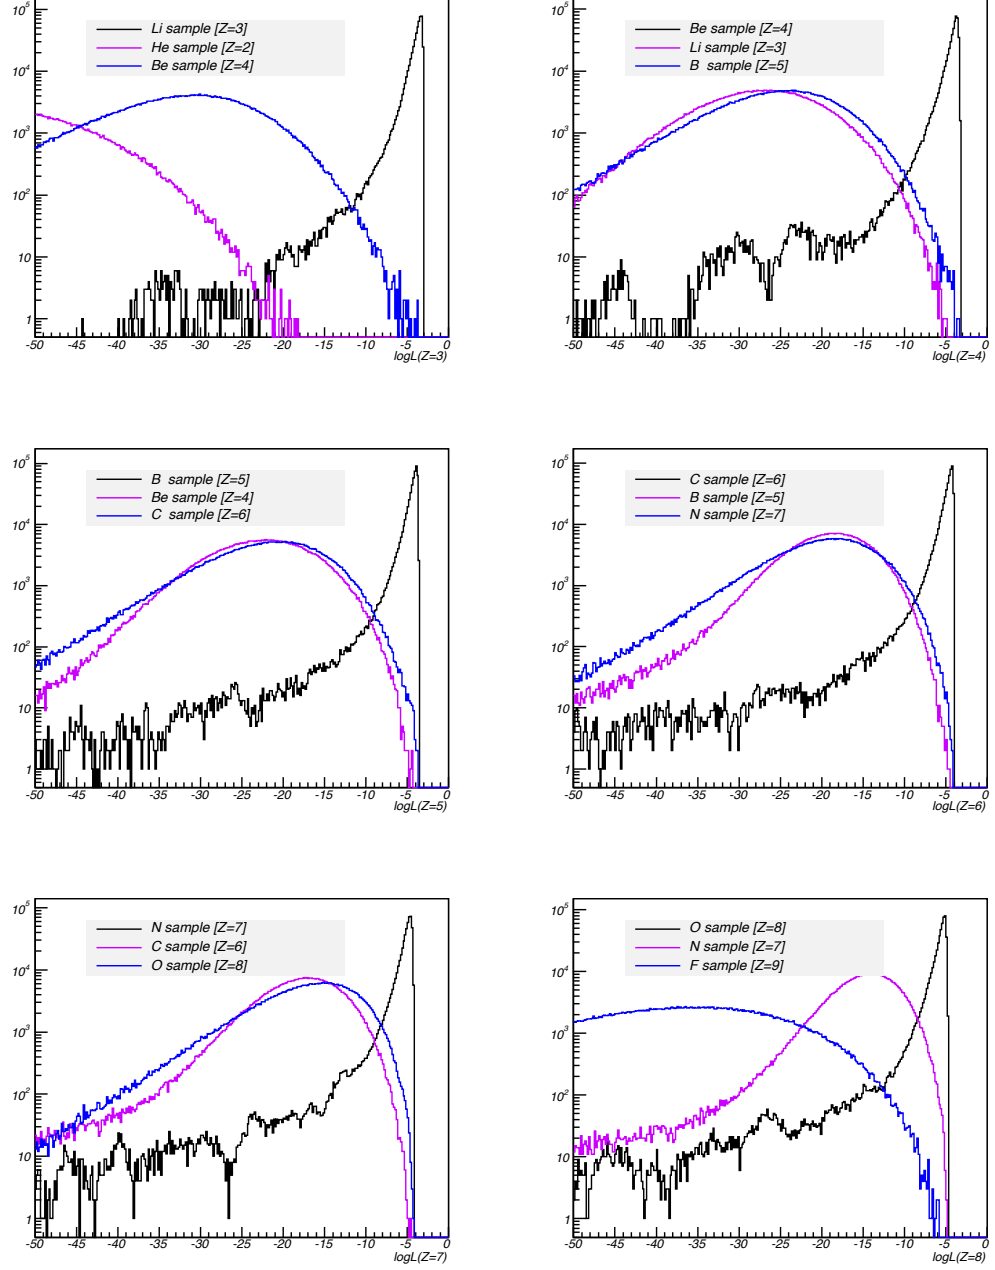 10^5
10^4
10^3
10^2
10
1
Li sample [Z=3]
He sample [Z=2]
Be sample [Z=4]
-50 -45 -40 -35 -30 -25 -20 -15 -10 -5 0
logL(Z=3)
10^5
10^4
10^3
10^2
10
1
Be sample [Z=4]
Li sample [Z=3]
B sample [Z=5]
-50 -45 -40 -35 -30 -25 -20 -15 -10 -5 0
logL(Z=4)
10^5
10^4
10^3
10^2
10
1
B sample [Z=5]
Be sample [Z=4]
C sample [Z=6]
-50 -45 -40 -35 -30 -25 -20 -15 -10 -5 0
logL(Z=5)
10^5
10^4
10^3
10^2
10
1
C sample [Z=6]
B sample [Z=5]
N sample [Z=7]
-50 -45 -40 -35 -30 -25 -20 -15 -10 -5 0
logL(Z=6)
10^5
10^4
10^3
10^2
10
1
N sample [Z=7]
C sample [Z=6]
O sample [Z=8]
-50 -45 -40 -35 -30 -25 -20 -15 -10 -5 0
logL(Z=7)
10^5
10^4
10^3
10^2
10
1
O sample [Z=8]
N sample [Z=7]
F sample [Z=9]
-50 -45 -40 -35 -30 -25 -20 -15 -10 -5 0
logL(Z=8)